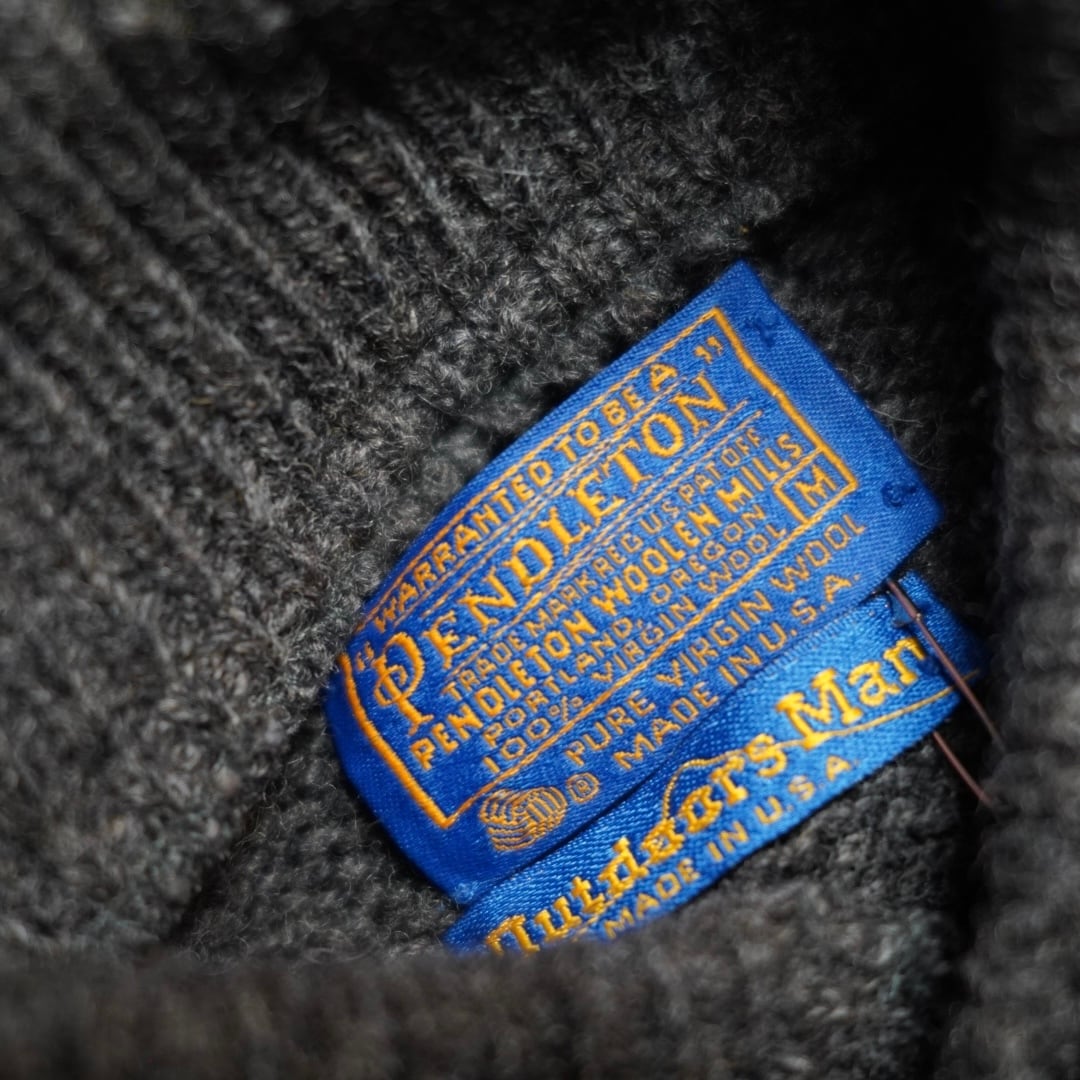 WARRANTED TO BE A
"PENDLETON"
TRADE MARK REG US PAT OFF
PENDLETON WOOLEN MILLS
PORTLAND, OREGON
100% VIRGIN WOOL M
PURE VIRGIN WOOL
® MADE IN U.S.A.
Outdoors Man
MADE IN U.S.A.